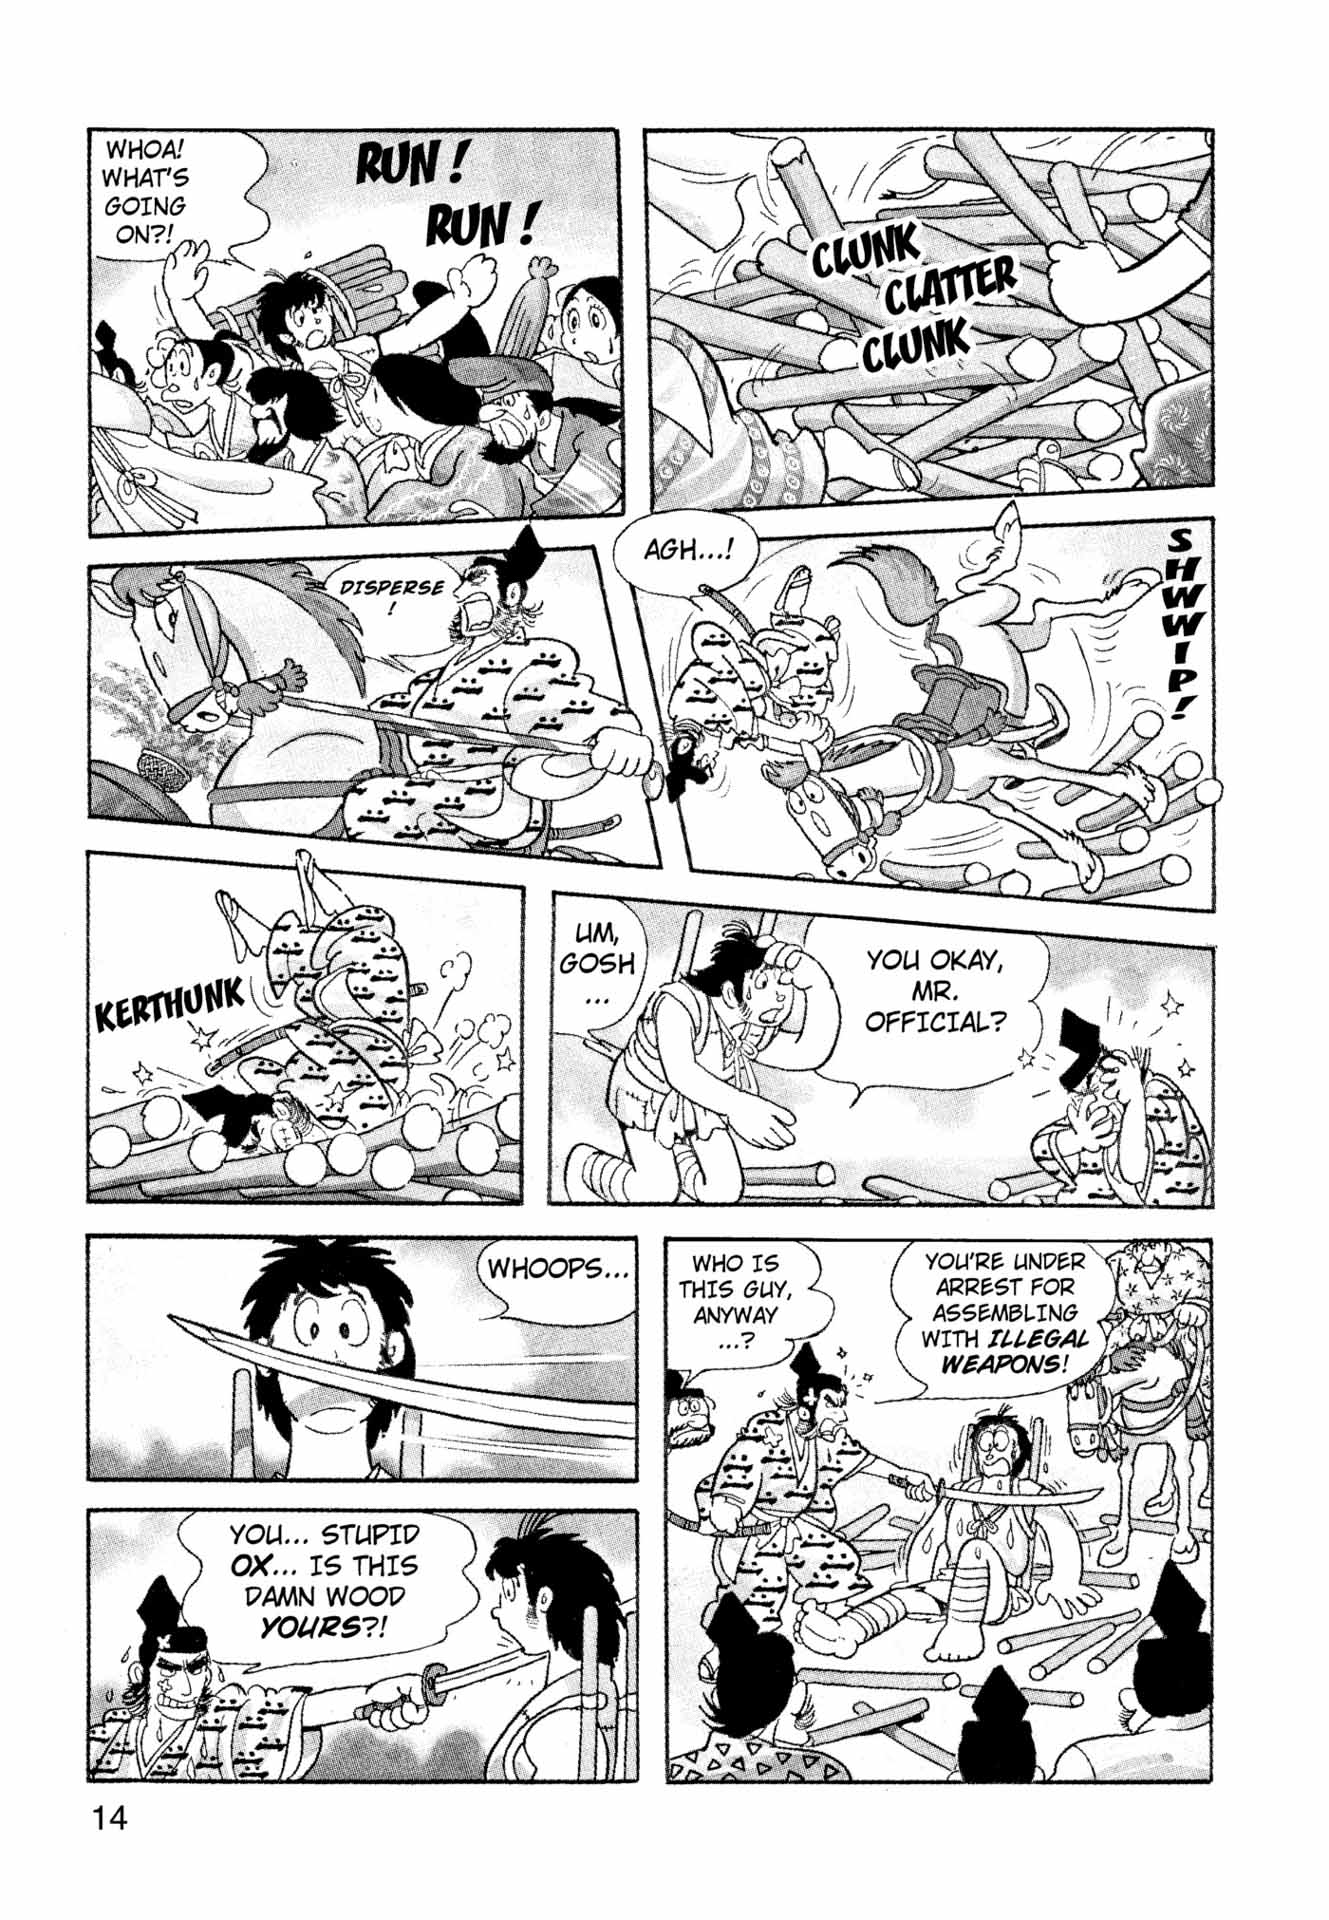 WHOA!
WHAT'S
GOING
ON?!
RUN!
RUN!
CLUNK
CLATTER
CLUNK
DISPERSE
!
AGH...!
SHWWIP!
KERTHUNK
UM,
GOSH
...
YOU OKAY,
MR.
OFFICIAL?
WHOOPS...
YOU... STUPID
OX... IS THIS
DAMN WOOD
YOURS?!
WHO IS
THIS GUY,
ANYWAY
...?
YOU'RE UNDER
ARREST FOR
ASSEMBLING
WITH ILLEGAL
WEAPONS!
14